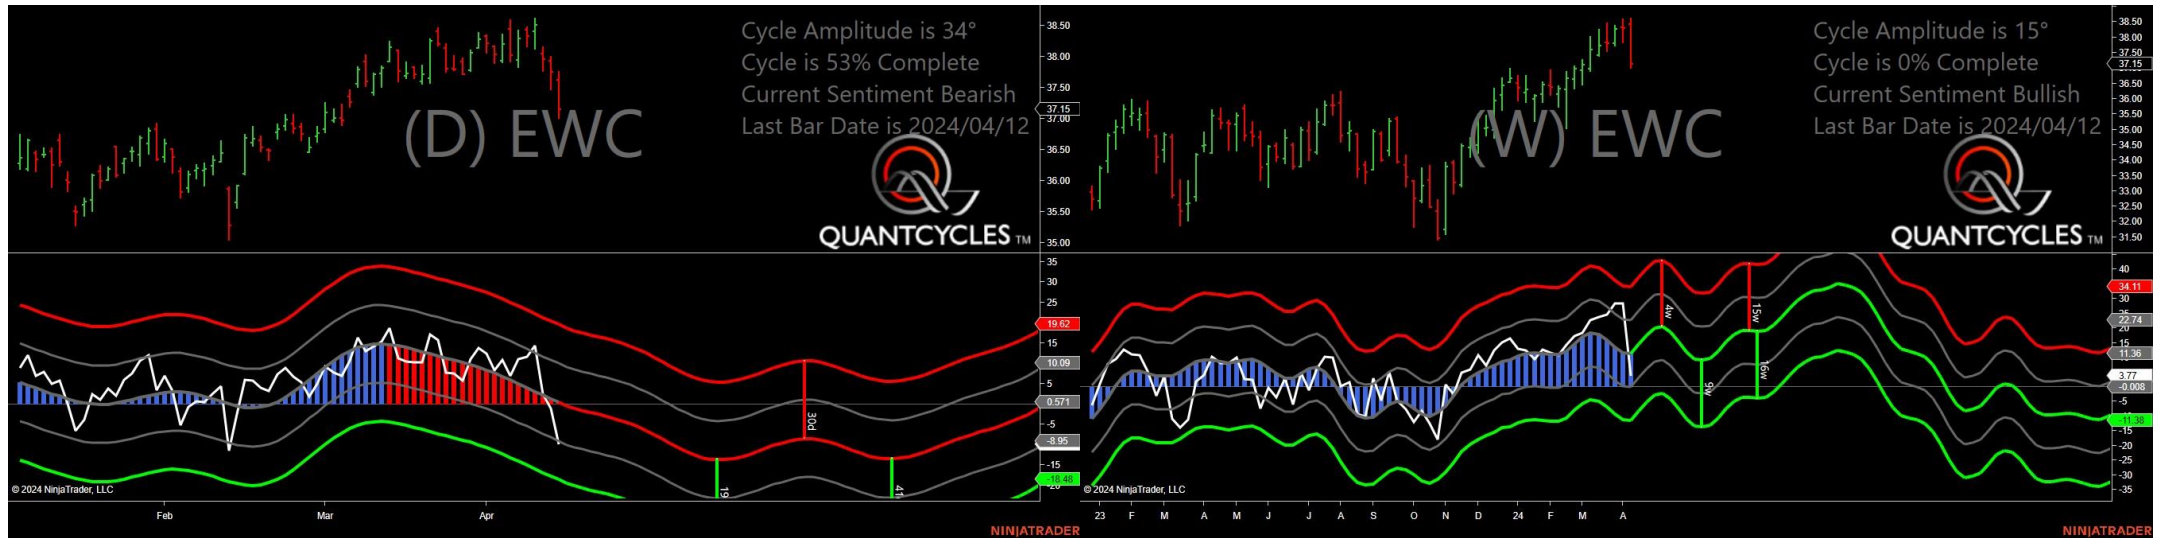 Cycle Amplitude is 34°
Cycle is 53% Complete
Current Sentiment Bearish
Last Bar Date is 2024/04/12
(D) EWC
QUANTCYCLES TM
38.50
38.00
37.50
37.15
37.00
36.50
36.00
35.50
35.00
35
30
25
19.62
15
10.09
5
0.571
-5
-8.95
-15
-18.48
30d
19
41
© 2024 NinjaTrader, LLC
Feb
Mar
Apr
NINJATRADER
Cycle Amplitude is 15°
Cycle is 0% Complete
Current Sentiment Bullish
Last Bar Date is 2024/04/12
(W) EWC
QUANTCYCLES TM
38.50
38.00
37.50
37.15
36.50
36.00
35.50
35.00
34.50
34.00
33.50
33.00
32.50
32.00
31.50
40
34.11
30
22.74
20
11.36
3.77
-0.008
-5
-11.38
-15
-20
-25
-30
-35
4w
15w
9w
16w
© 2024 NinjaTrader, LLC
23 F M A M J J A S O N D 24 F M A
NINJATRADER